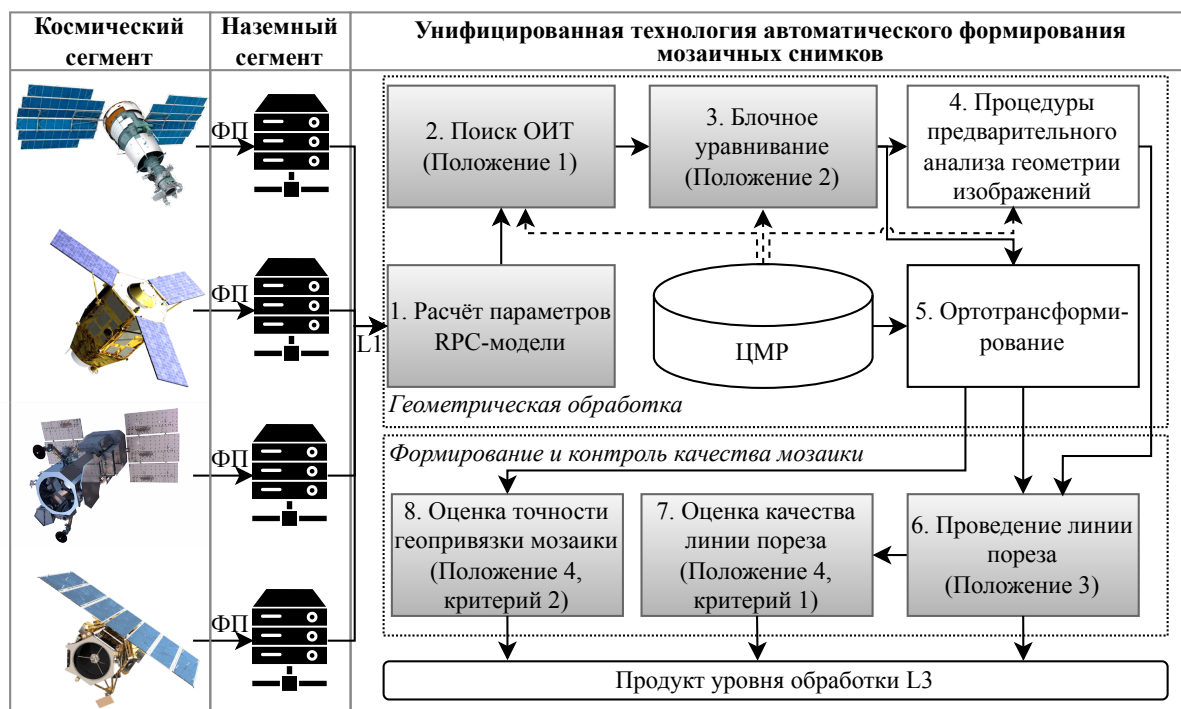 Космический
сегмент
Наземный
сегмент
Унифицированная технология автоматического формирования
мозаичных снимков
ФП
ФП
ФП
ФП
L1
2. Поиск ОИТ
(Положение 1)
3. Блочное
уравнивание
(Положение 2)
4. Процедуры
предварительного
анализа геометрии
изображений
1. Расчёт параметров
RPC-модели
ЦМР
5. Ортотрансформи-
рование
Геометрическая обработка
Формирование и контроль качества мозаики
8. Оценка точности
геопривязки мозаики
(Положение 4,
критерий 2)
7. Оценка качества
линии пореза
(Положение 4,
критерий 1)
6. Проведение линии
пореза
(Положение 3)
Продукт уровня обработки L3